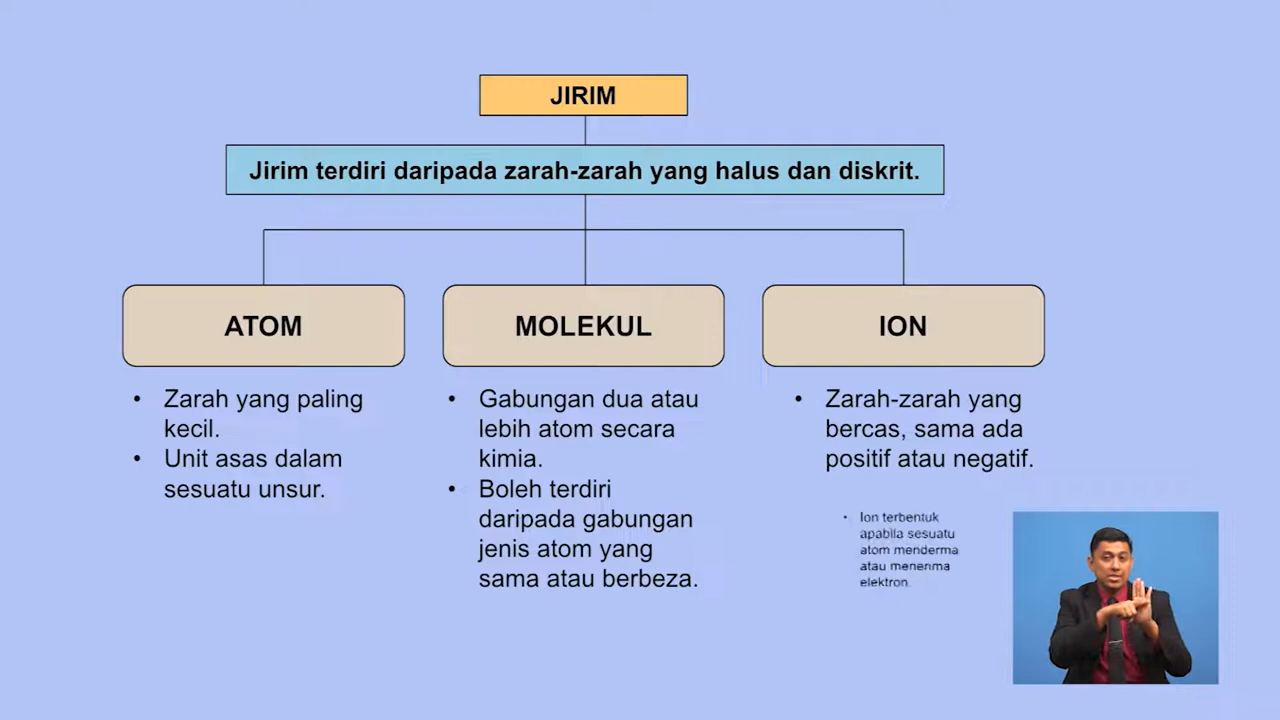 JIRIM
Jirim terdiri daripada zarah-zarah yang halus dan diskrit.
ATOM
• Zarah yang paling
kecil.
• Unit asas dalam
sesuatu unsur.
MOLEKUL
• Gabungan dua atau
lebih atom secara
kimia.
• Boleh terdiri
daripada gabungan
jenis atom yang
sama atau berbeza.
ION
• Zarah-zarah yang
bercas, sama ada
positif atau negatif.
• Ion terbentuk
apabila sesuatu
atom menderma
atau menerima
elektron.